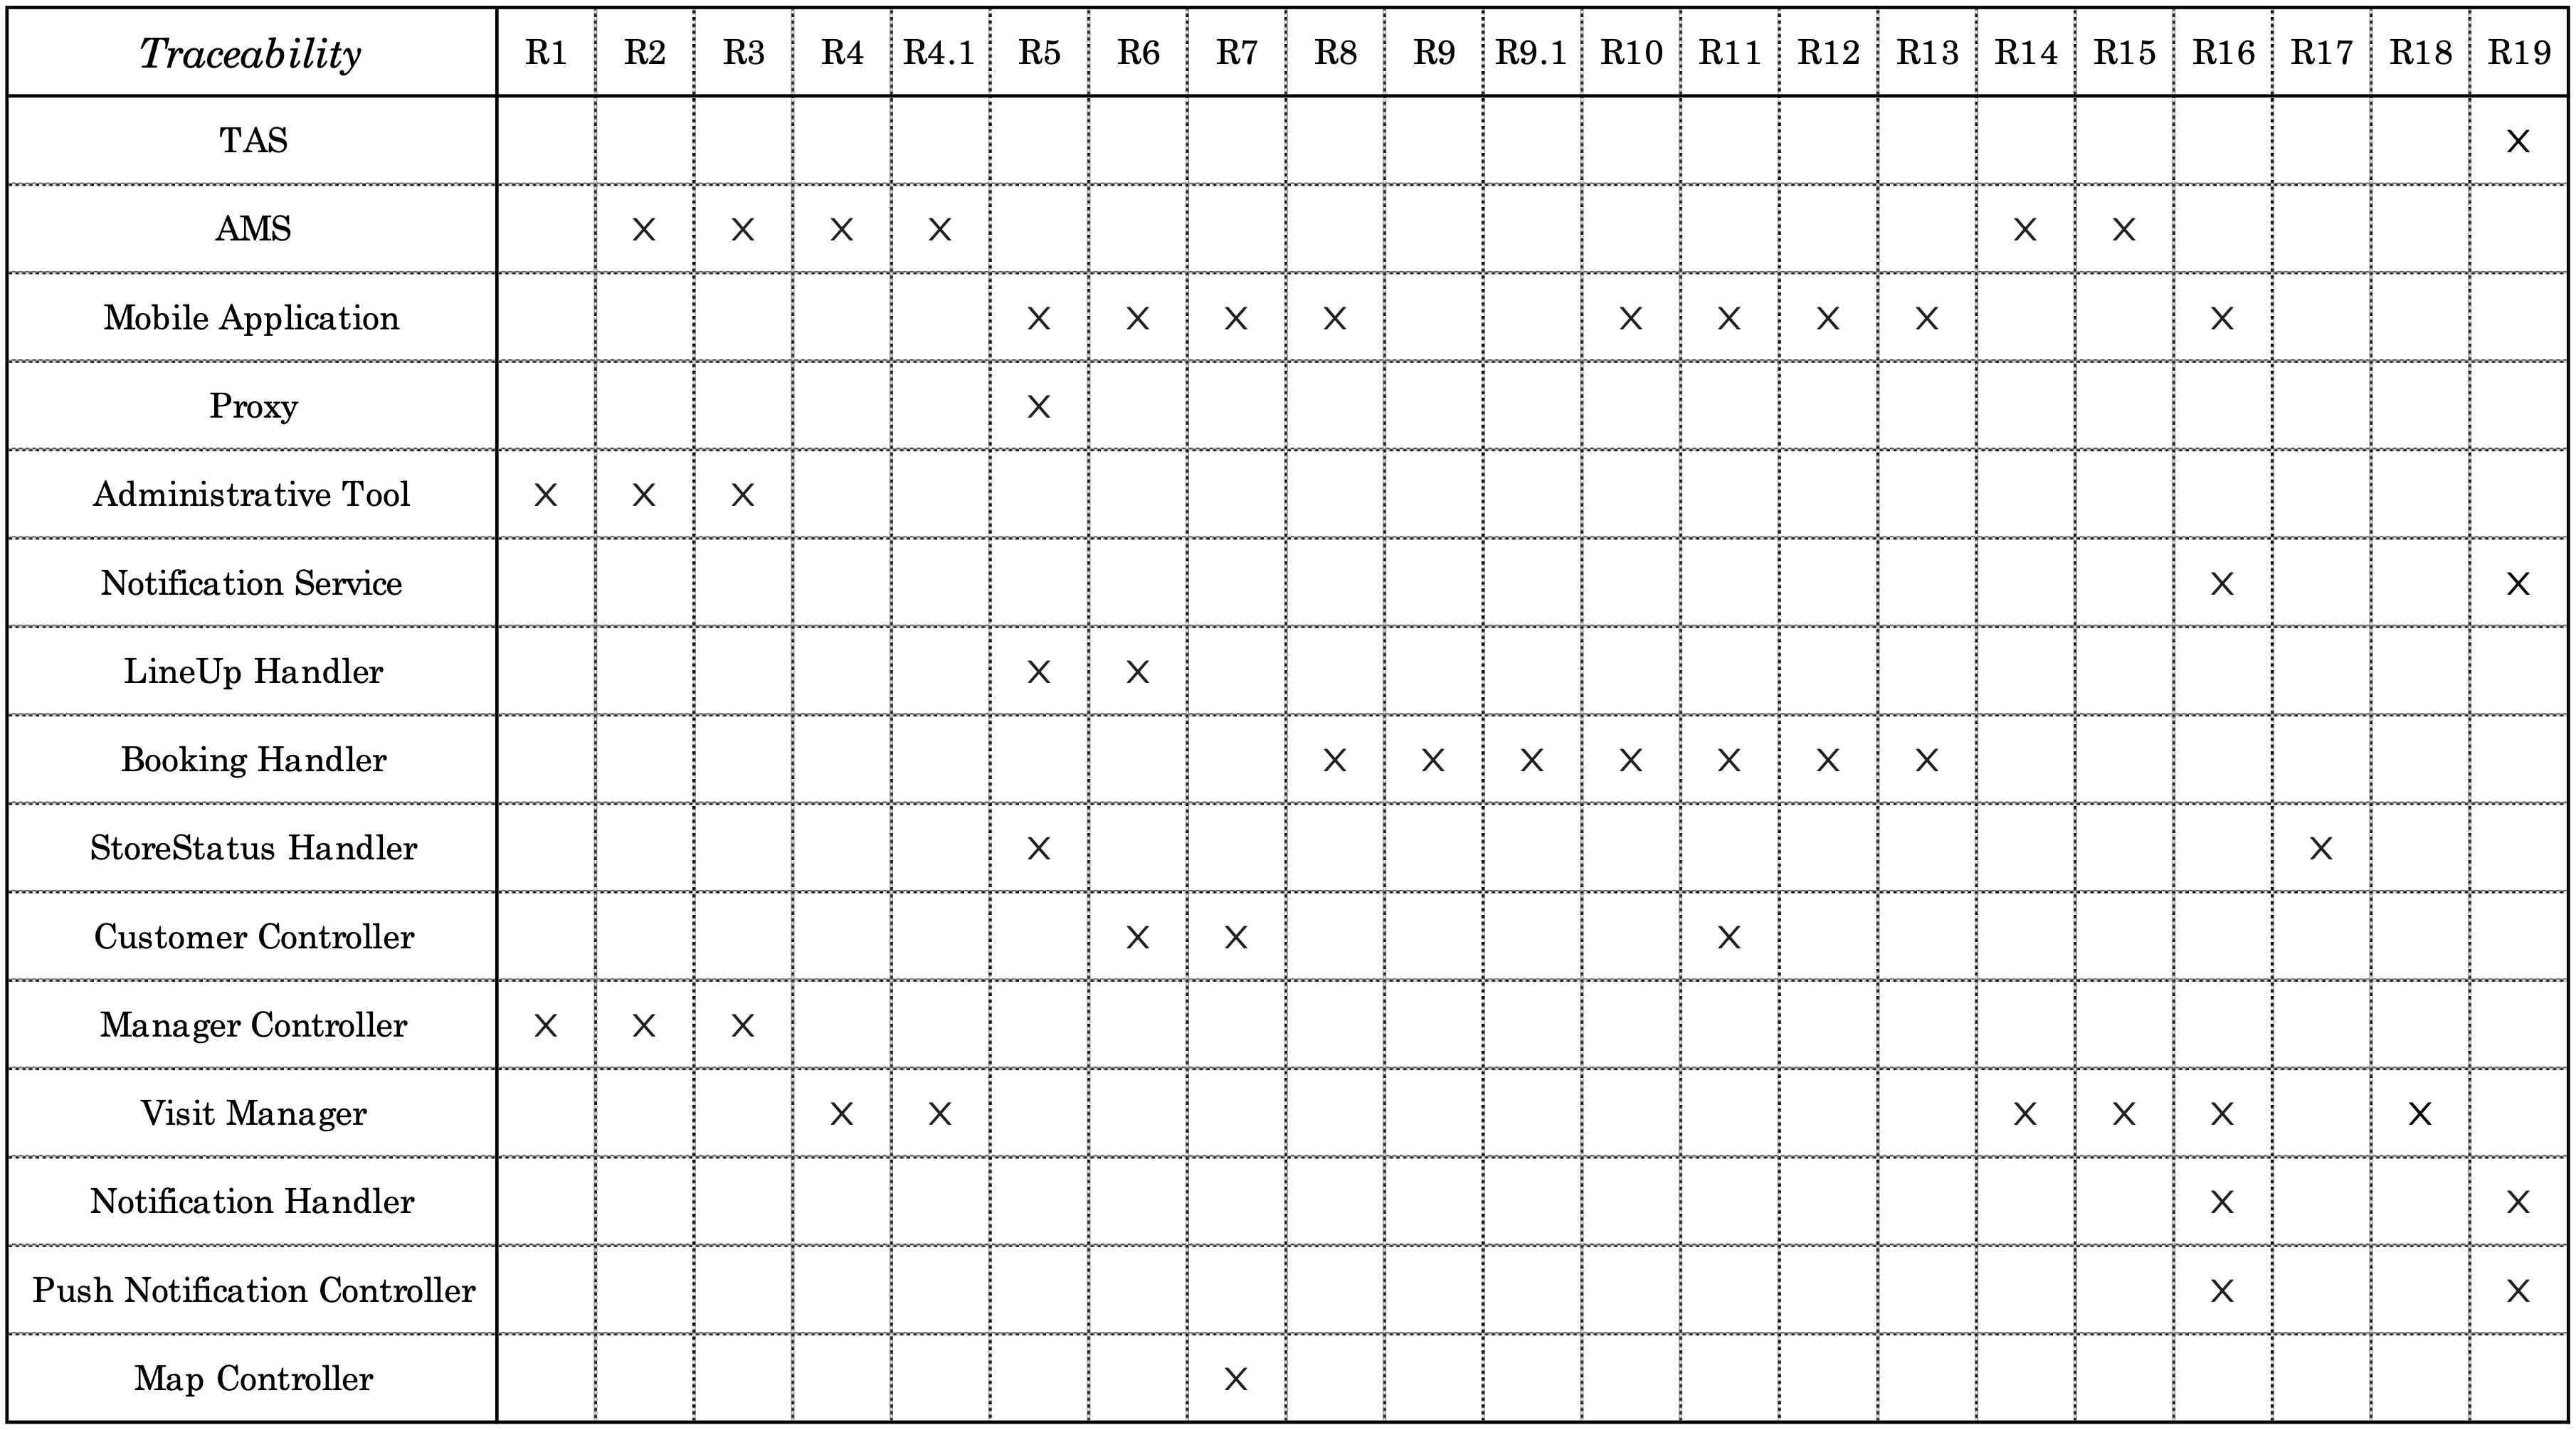 Traceability R1 R2 R3 R4 R4.1 R5 R6 R7 R8 R9 R9.1 R10 R11 R12 R13 R14 R15 R16 R17 R18 R19
TAS X
AMS X X X X X X
Mobile Application X X X X X X X X X
Proxy X
Administrative Tool X X X
Notification Service X X
LineUp Handler X X
Booking Handler X X X X X X X
StoreStatus Handler X X
Customer Controller X X X
Manager Controller X X X
Visit Manager X X X X X X
Notification Handler X X
Push Notification Controller X X
Map Controller X